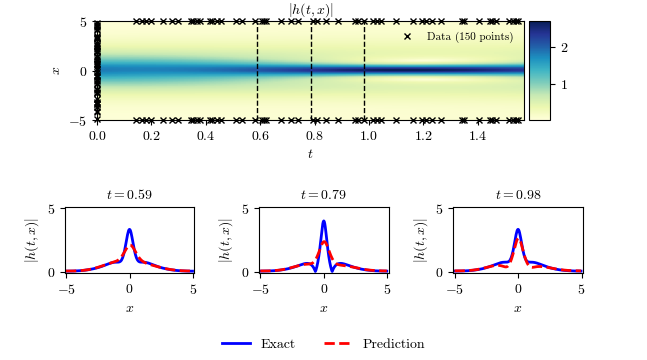 |h(t, x)|
5
0
−5
x
Data (150 points)
2
1
0.0 0.2 0.4 0.6 0.8 1.0 1.2 1.4
t
t = 0.59 t = 0.79 t = 0.98
5 5 5
|h(t, x)| |h(t, x)| |h(t, x)|
0 0 0
−5 0 5 −5 0 5 −5 0 5
x x x
Exact Prediction